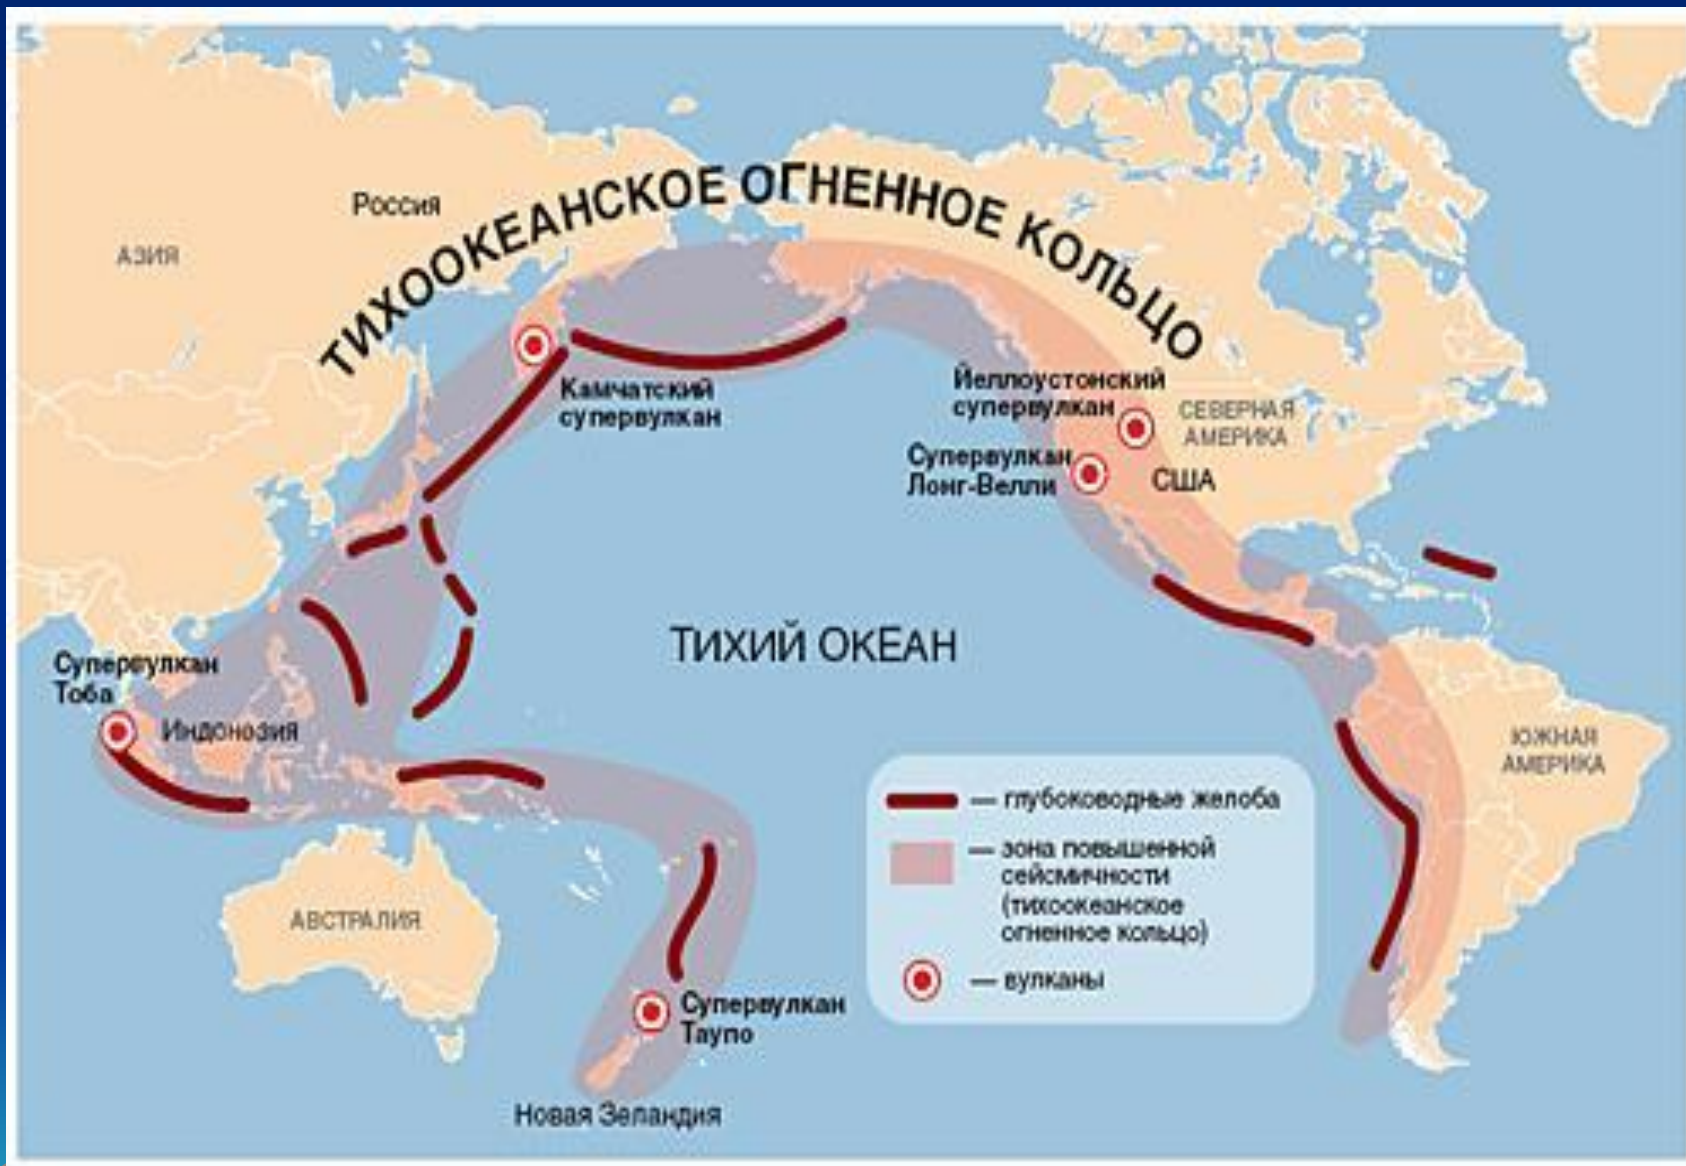 ТИХООКЕАНСКОЕ ОГНЕННОЕ КОЛЬЦО
Россия
АЗИЯ
Камчатский
супервулкан
Йеллоустонский
супервулкан
СЕВЕРНАЯ
АМЕРИКА
Супервулкан
Лонг-Велли
США
ТИХИЙ ОКЕАН
Супервулкан
Тоба
Индонозия
ЮЖНАЯ
АМЕРИКА
АВСТРАЛИЯ
— глубоководные желоба
— зона повышенной
сейсмичности
(тихоокеанское
огненное кольцо)
— вулканы
Супервулкан
Таупо
Новая Зеландия